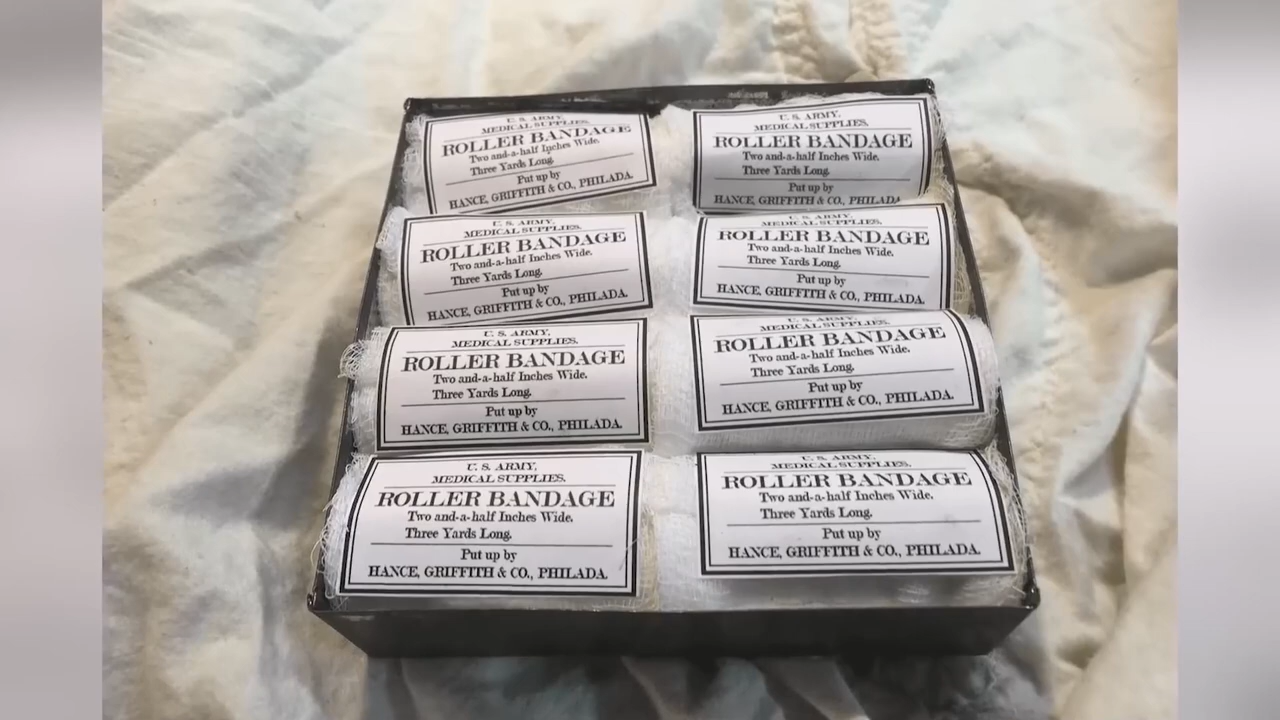 U. S. ARMY,
MEDICAL SUPPLIES.
ROLLER BANDAGE
Two and-a-half Inches Wide.
Three Yards Long.
Put up by
HANCE, GRIFFITH & CO., PHILADA.
U. S. ARMY,
MEDICAL SUPPLIES.
ROLLER BANDAGE
Two and-a-half Inches Wide.
Three Yards Long.
Put up by
HANCE, GRIFFITH & CO., PHILADA.
U. S. ARMY,
MEDICAL SUPPLIES.
ROLLER BANDAGE
Two and-a-half Inches Wide.
Three Yards Long.
Put up by
HANCE, GRIFFITH & CO., PHILADA.
U. S. ARMY,
MEDICAL SUPPLIES.
ROLLER BANDAGE
Two and-a-half Inches Wide.
Three Yards Long.
Put up by
HANCE, GRIFFITH & CO., PHILADA.
U. S. ARMY,
MEDICAL SUPPLIES.
ROLLER BANDAGE
Two and-a-half Inches Wide.
Three Yards Long.
Put up by
HANCE, GRIFFITH & CO., PHILADA.
U. S. ARMY,
MEDICAL SUPPLIES.
ROLLER BANDAGE
Two and-a-half Inches Wide.
Three Yards Long.
Put up by
HANCE, GRIFFITH & CO., PHILADA.
U. S. ARMY,
MEDICAL SUPPLIES.
ROLLER BANDAGE
Two and-a-half Inches Wide.
Three Yards Long.
Put up by
HANCE, GRIFFITH & CO., PHILADA.
U. S. ARMY,
MEDICAL SUPPLIES.
ROLLER BANDAGE
Two and-a-half Inches Wide.
Three Yards Long.
Put up by
HANCE, GRIFFITH & CO., PHILADA.